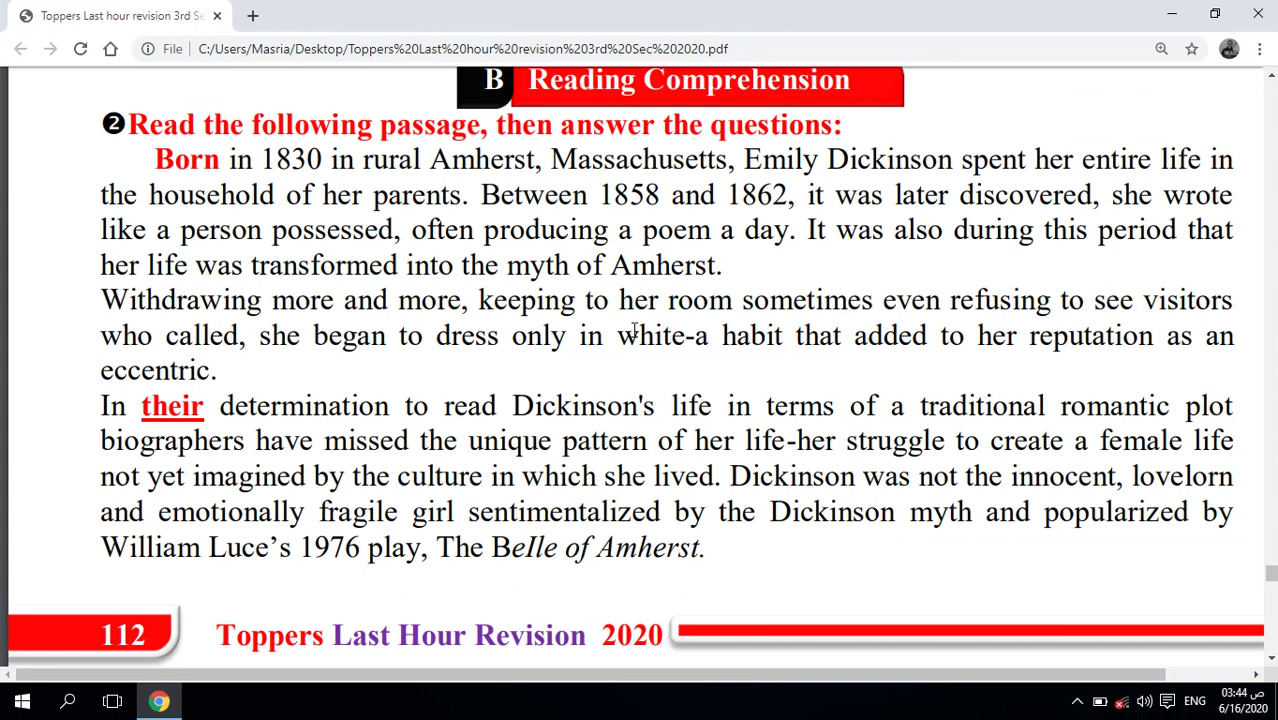 Toppers Last hour revision 3rd Se
File
C:/Users/Masria/Desktop/Toppers%20Last%20hour%20revision%203rd%20Sec%202020.pdf
B Reading Comprehension
❷Read the following passage, then answer the questions:
Born in 1830 in rural Amherst, Massachusetts, Emily Dickinson spent her entire life in
the household of her parents. Between 1858 and 1862, it was later discovered, she wrote
like a person possessed, often producing a poem a day. It was also during this period that
her life was transformed into the myth of Amherst.
Withdrawing more and more, keeping to her room sometimes even refusing to see visitors
who called, she began to dress only in white-a habit that added to her reputation as an
eccentric.
In their determination to read Dickinson's life in terms of a traditional romantic plot
biographers have missed the unique pattern of her life-her struggle to create a female life
not yet imagined by the culture in which she lived. Dickinson was not the innocent, lovelorn
and emotionally fragile girl sentimentalized by the Dickinson myth and popularized by
William Luce’s 1976 play, The Belle of Amherst.
112 Toppers Last Hour Revision 2020
ENG
03:44 ص
6/16/2020